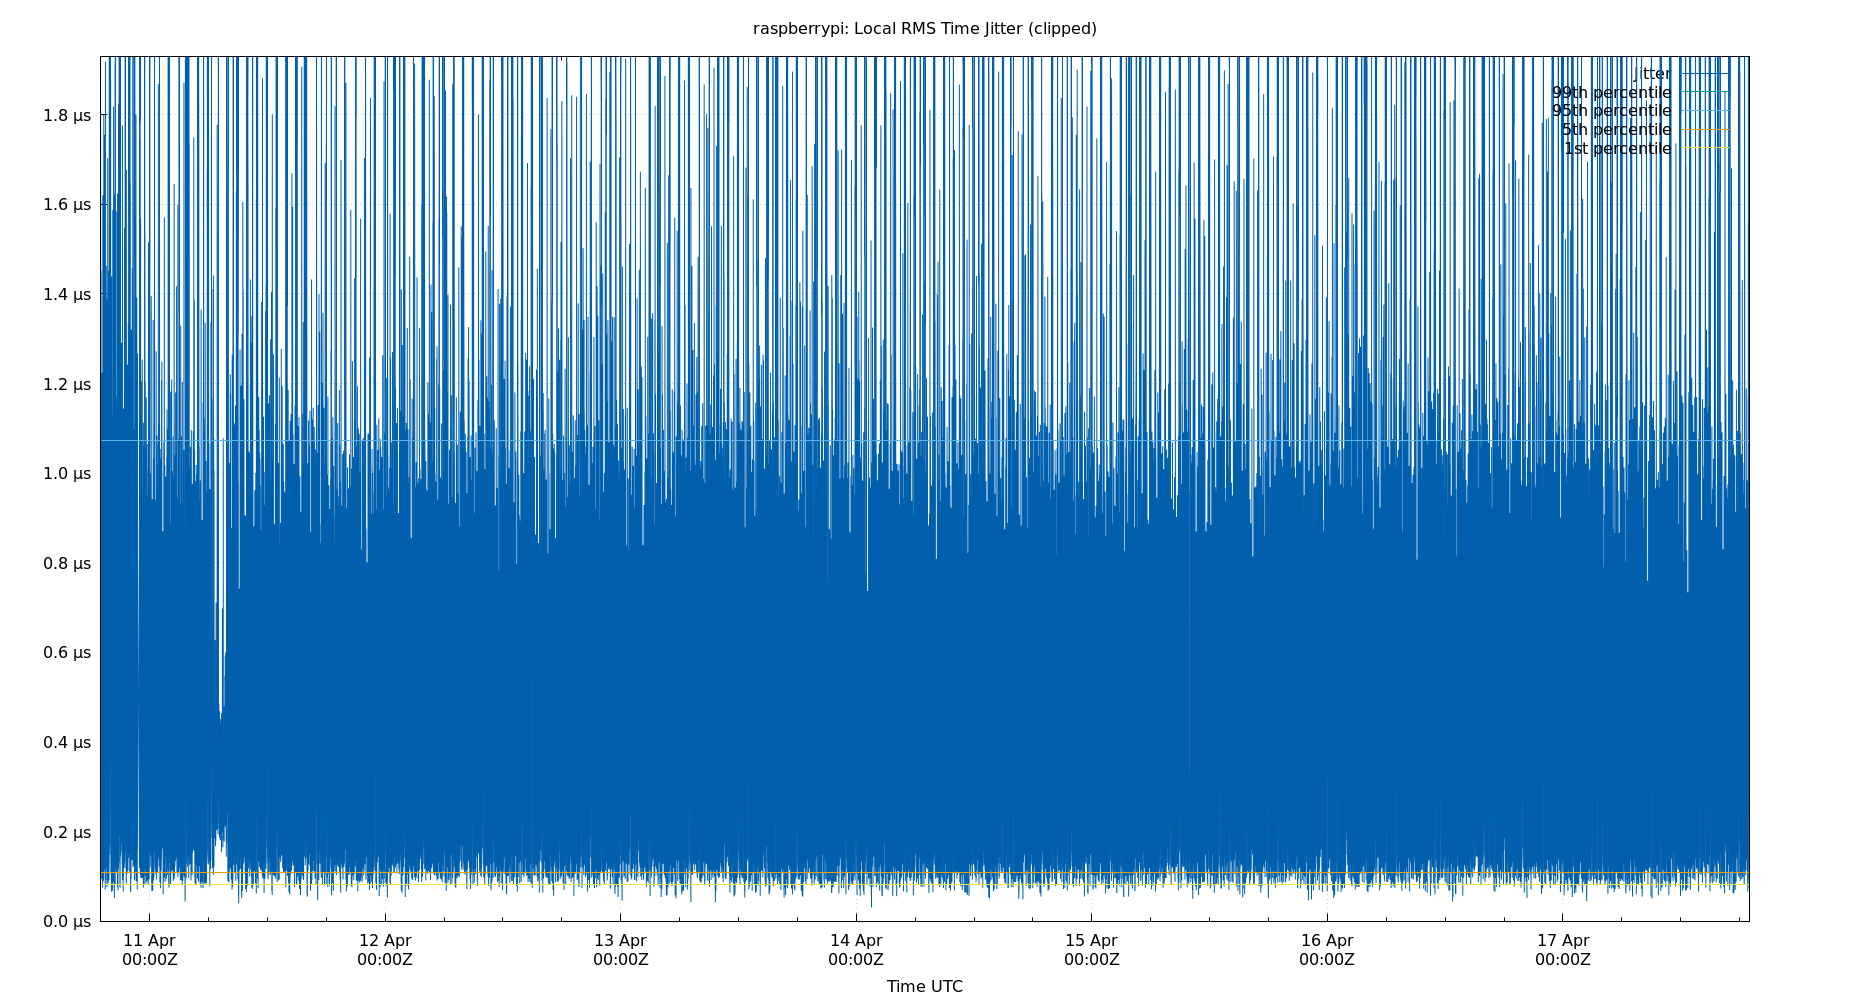 raspberrypi: Local RMS Time Jitter (clipped)
jitter
99th percentile
95th percentile
5th percentile
1st percentile
1.8 µs
1.6 µs
1.4 µs
1.2 µs
1.0 µs
0.8 µs
0.6 µs
0.4 µs
0.2 µs
0.0 µs
11 Apr 12 Apr 13 Apr 14 Apr 15 Apr 16 Apr 17 Apr
00:00Z 00:00Z 00:00Z 00:00Z 00:00Z 00:00Z 00:00Z
Time UTC